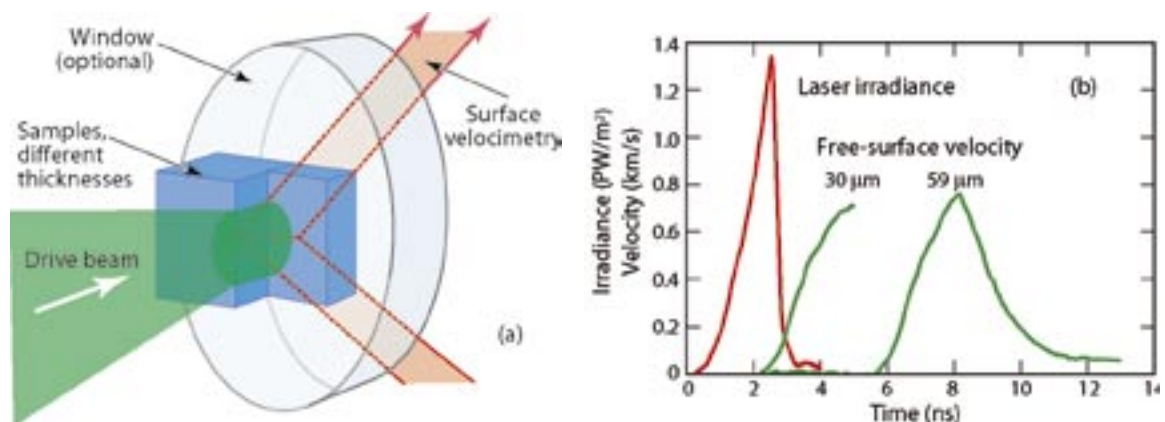 Window
(optional)
Samples,
different
thicknesses
Surface
velocimetry
Drive beam
(a)
Irradiance (PW/m²)
Velocity (km/s)
1.4
1.2
1.0
0.8
0.6
0.4
0.2
0
Laser irradiance
(b)
Free-surface velocity
30 μm 59 μm
0 2 4 6 8 10 12 14
Time (ns)